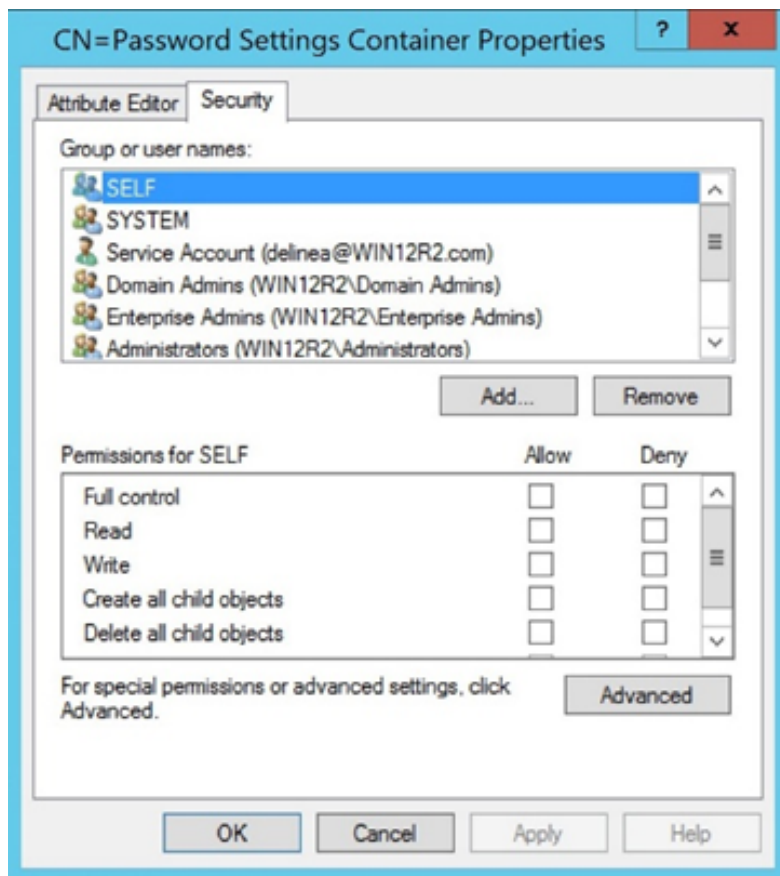 CN=Password Settings Container Properties
?
x
Attribute Editor
Security
Group or user names:
SELF
SYSTEM
Service Account (delinea@WIN12R2.com)
Domain Admins (WIN12R2\Domain Admins)
Enterprise Admins (WIN12R2\Enterprise Admins)
Administrators (WIN12R2\Administrators)
Add...
Remove
Permissions for SELF
Allow
Deny
Full control
Read
Write
Create all child objects
Delete all child objects
For special permissions or advanced settings, click
Advanced.
Advanced
OK
Cancel
Apply
Help